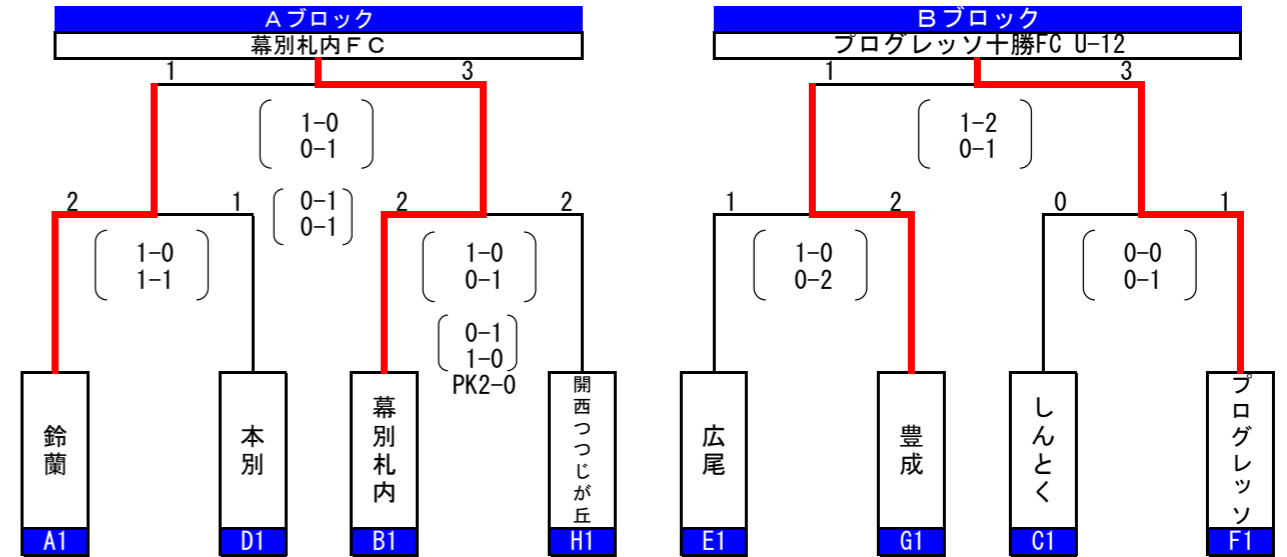 Aブロック
幕別札内FC
1 3
1-0
0-1
0-1
0-1
2 1 2 2
1-0
1-1
1-0
0-1
0-1
1-0
PK2-0
鈴蘭
本別
幕別札内
開西つつじが丘
A1 D1 B1 H1
Bブロック
プログレッソ十勝FC U-12
1 3
1-2
0-1
1 2 0 1
1-0
0-2
0-0
0-1
広尾
豊成
しんとく
プログレッソ
E1 G1 C1 F1